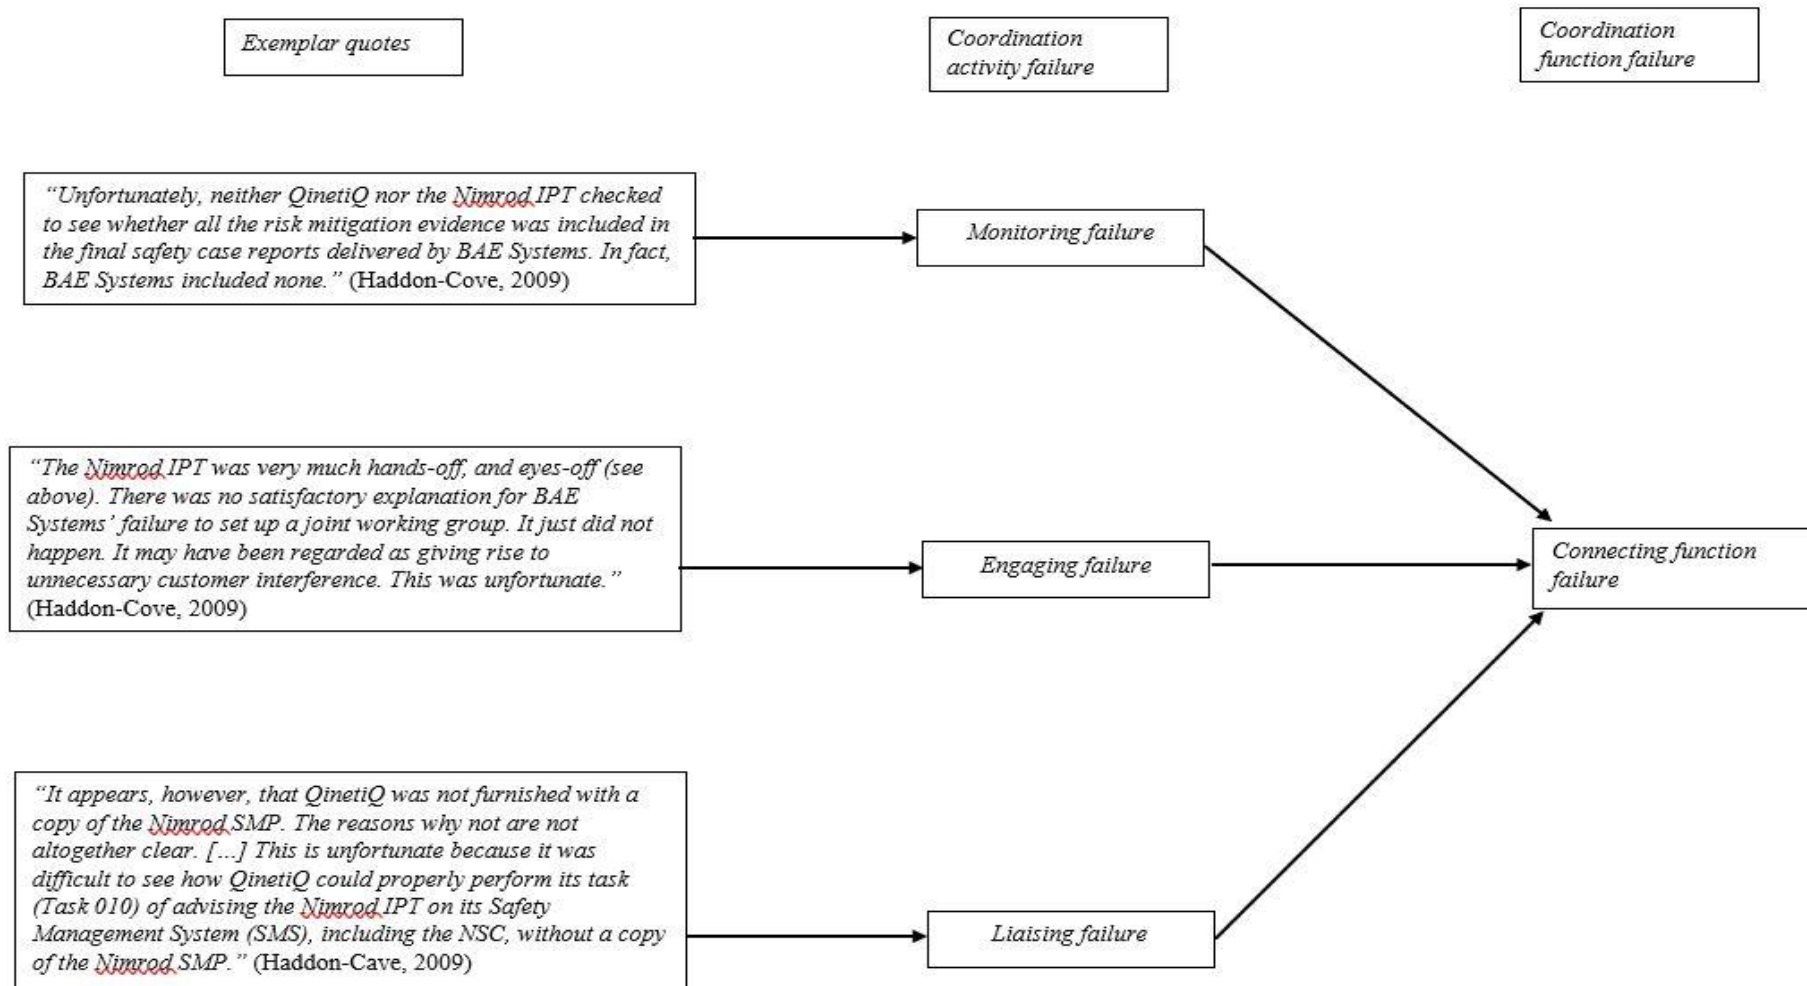 Exemplar quotes
Coordination
activity failure
Coordination
function failure
“Unfortunately, neither QinetiQ nor the Nimrod IPT checked
to see whether all the risk mitigation evidence was included in
the final safety case reports delivered by BAE Systems. In fact,
BAE Systems included none.” (Haddon-Cove, 2009)
Monitoring failure
“The Nimrod IPT was very much hands-off, and eyes-off (see
above). There was no satisfactory explanation for BAE
Systems’ failure to set up a joint working group. It just did not
happen. It may have been regarded as giving rise to
unnecessary customer interference. This was unfortunate.”
(Haddon-Cove, 2009)
Engaging failure
Connecting function
failure
“It appears, however, that QinetiQ was not furnished with a
copy of the Nimrod SMP. The reasons why not are not
altogether clear. […] This is unfortunate because it was
difficult to see how QinetiQ could properly perform its task
(Task 010) of advising the Nimrod IPT on its Safety
Management System (SMS), including the NSC, without a copy
of the Nimrod SMP.” (Haddon-Cave, 2009)
Liaising failure